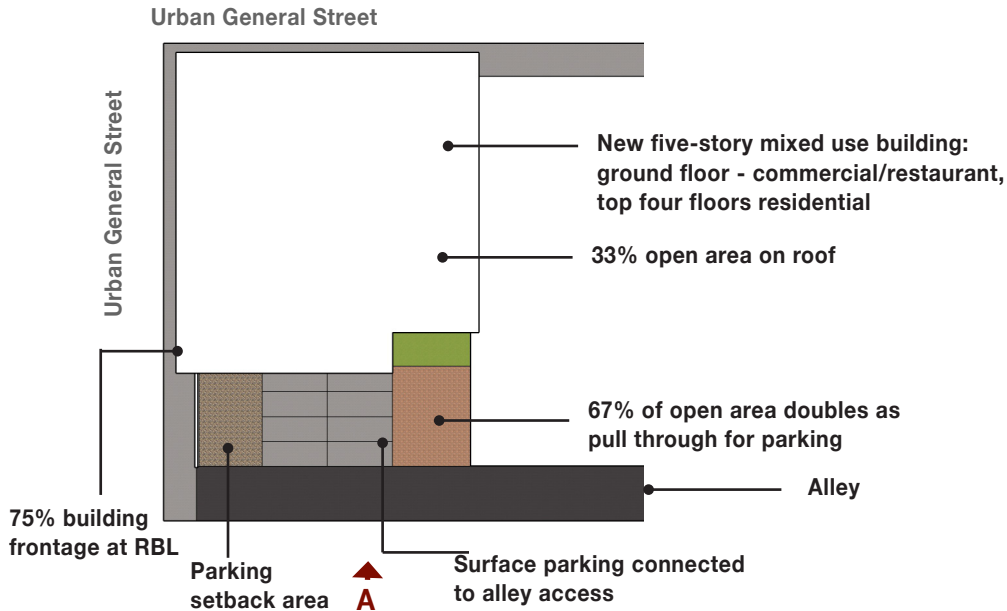 Urban General Street
Urban General Street
New five-story mixed use building:
ground floor - commercial/restaurant,
top four floors residential
33% open area on roof
67% of open area doubles as
pull through for parking
Alley
75% building
frontage at RBL
Parking
setback area
A
Surface parking connected
to alley access